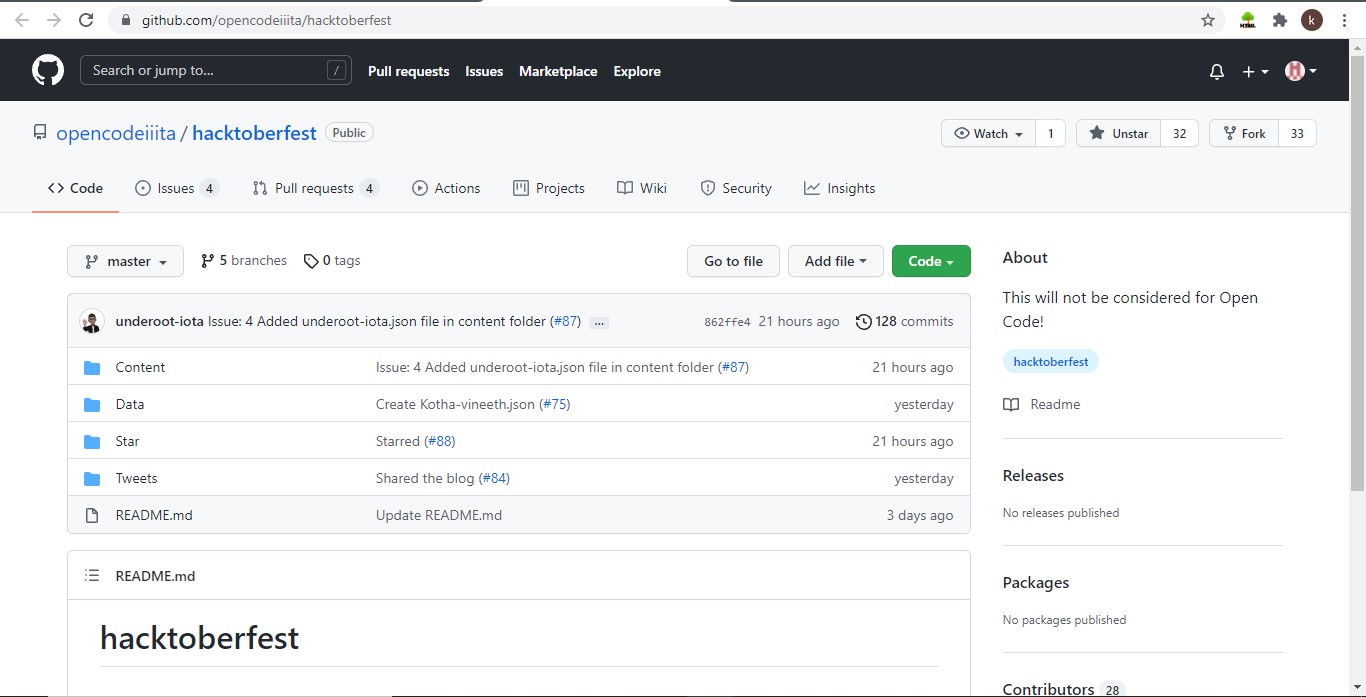 github.com/opencodeiiita/hacktoberfest
HTML
k
Search or jump to... /
Pull requests Issues Marketplace Explore
opencodeiiita / hacktoberfest Public
Watch 1 Unstar 32 Fork 33
Code Issues 4 Pull requests 4 Actions Projects Wiki Security Insights
master 5 branches 0 tags Go to file Add file Code
underoot-iota Issue: 4 Added underoot-iota.json file in content folder (#87) ... 862ffe4 21 hours ago 128 commits
Content Issue: 4 Added underoot-iota.json file in content folder (#87) 21 hours ago
Data Create Kotha-vineeth.json (#75) yesterday
Star Starred (#88) 21 hours ago
Tweets Shared the blog (#84) yesterday
README.md Update README.md 3 days ago
README.md
hacktoberfest
About
This will not be considered for Open
Code!
hacktoberfest
Readme
Releases
No releases published
Packages
No packages published
Contributors 28